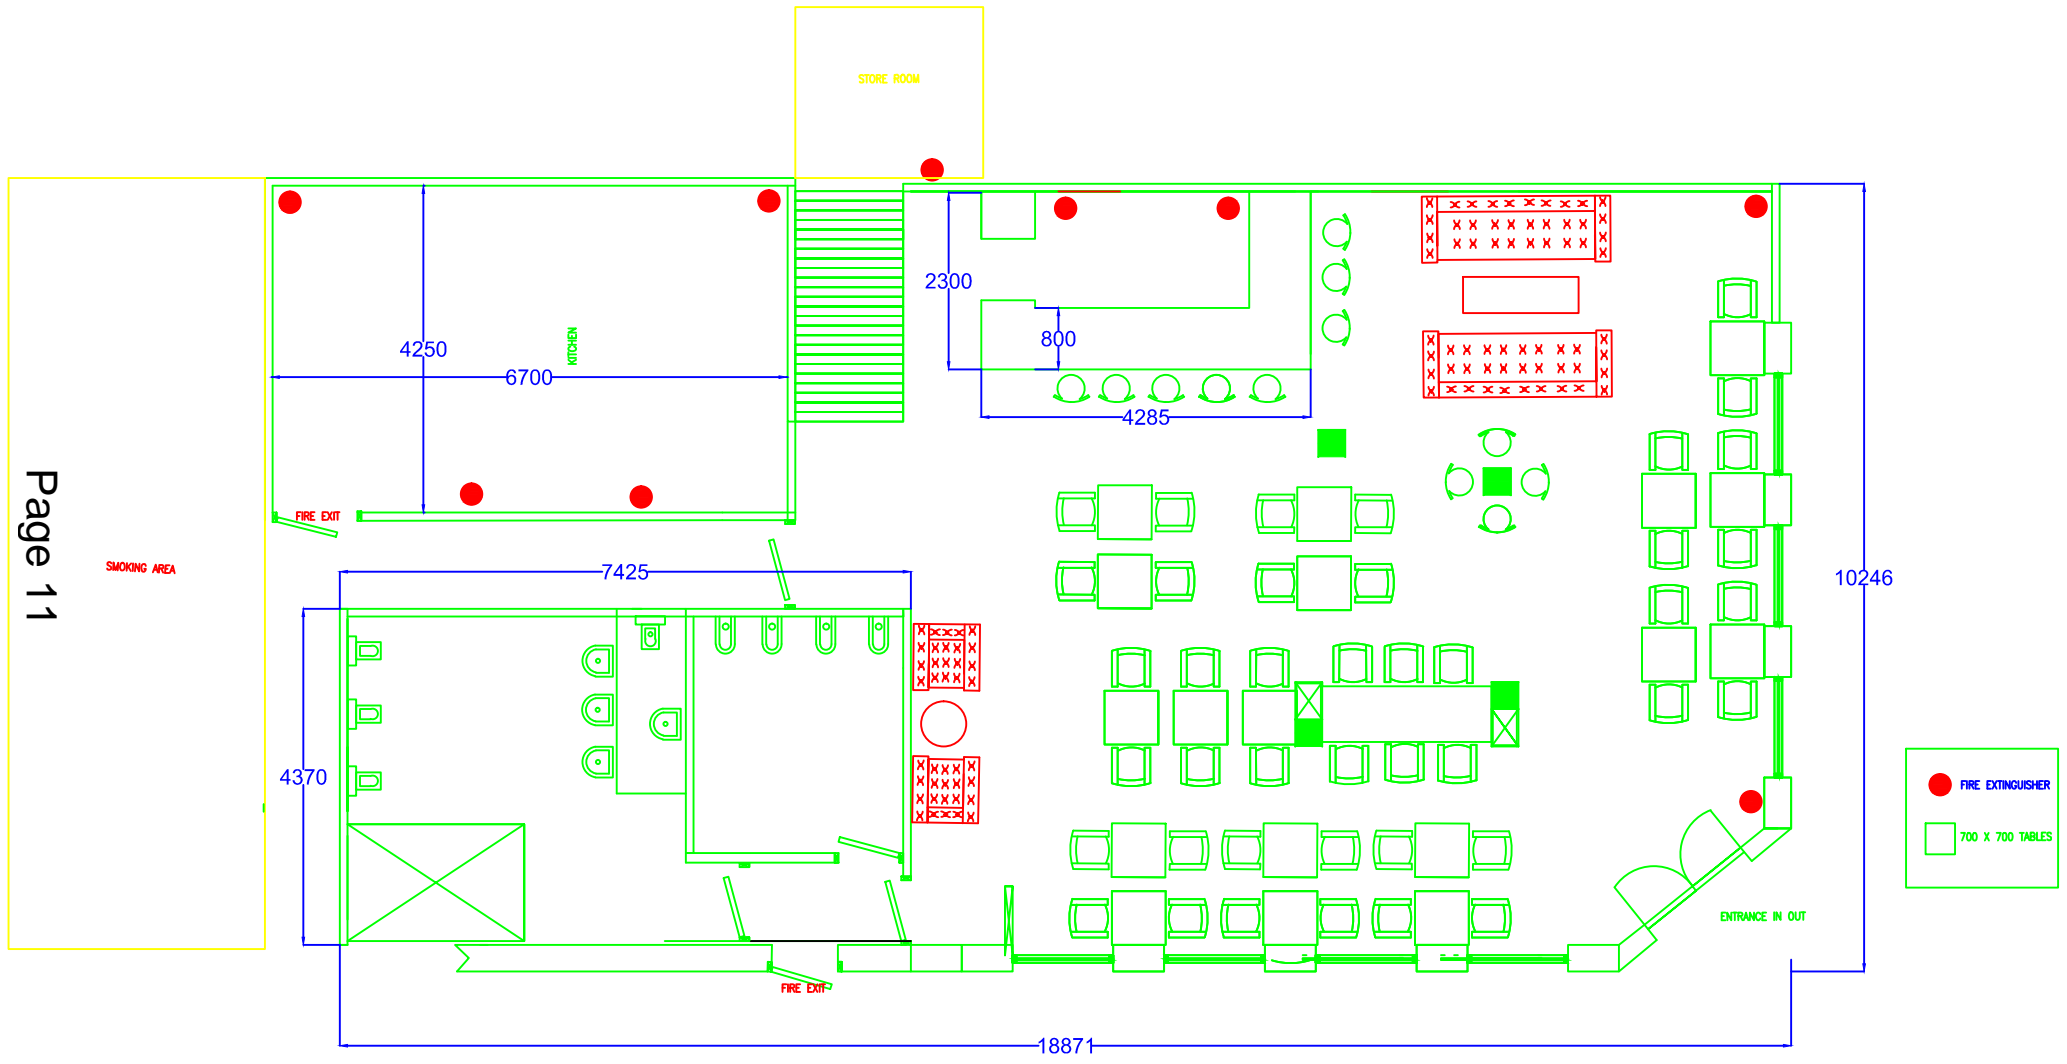 STORE ROOM
2300
4250
KITCHEN
6700
800
4285
Page 11
FIRE EXIT
SMOKING AREA
7425
10246
4370
FIRE EXTINGUISHER
700 X 700 TABLES
ENTRANCE IN OUT
FIRE EXIT
18871